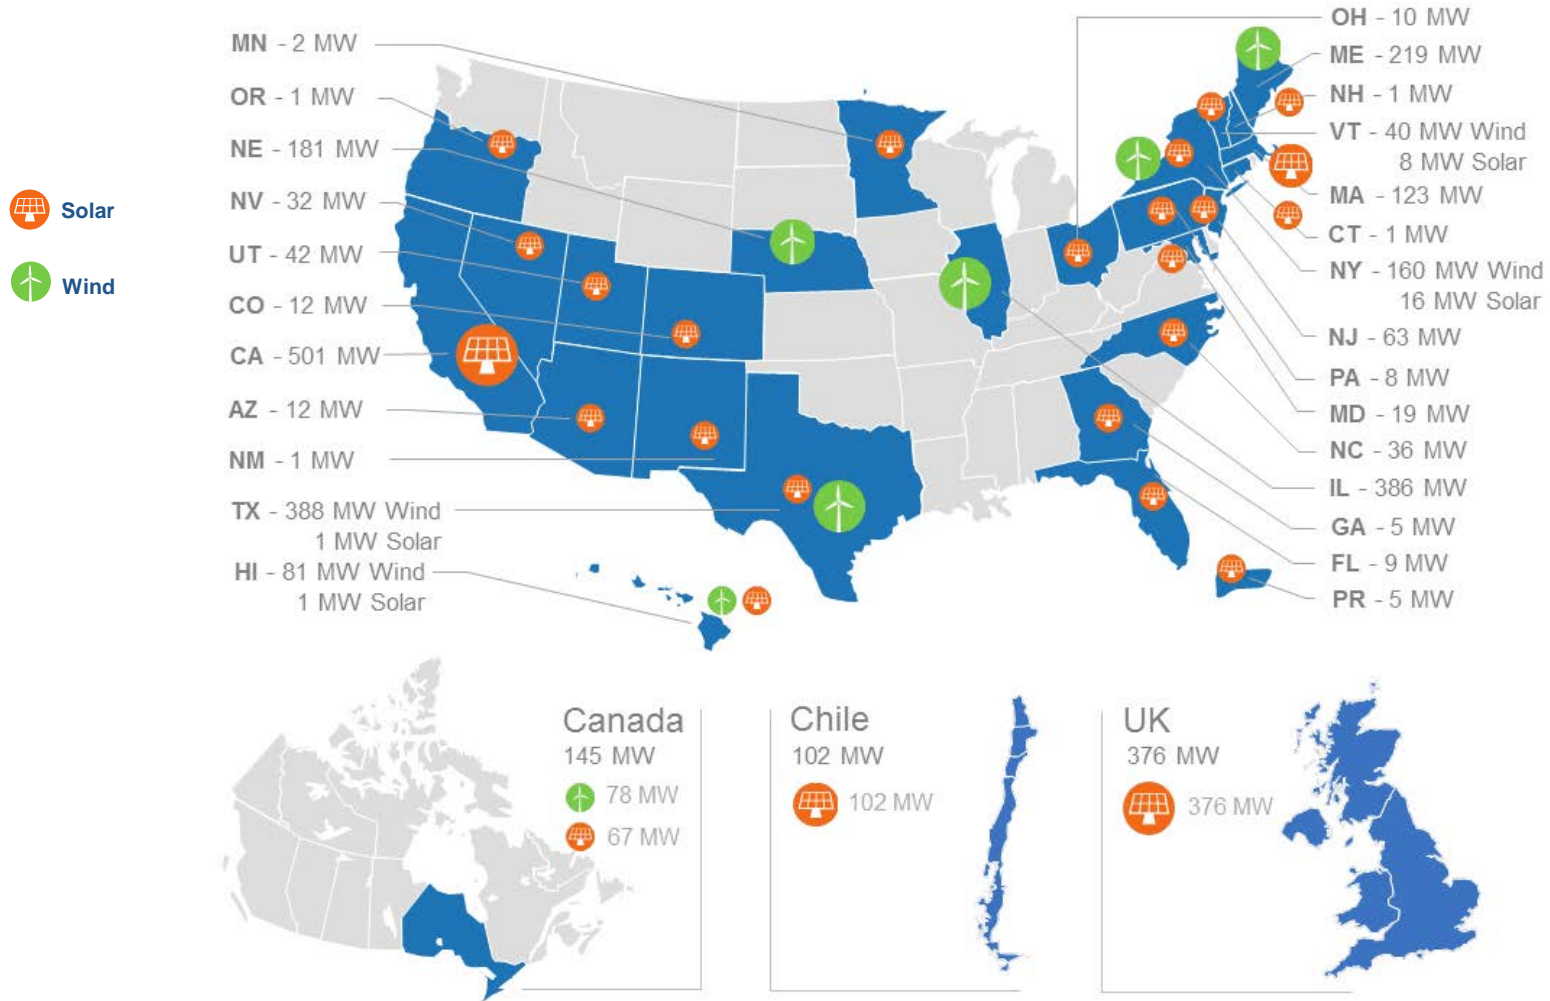 Solar
Wind
MN - 2 MW
OR - 1 MW
NE - 181 MW
NV - 32 MW
UT - 42 MW
CO - 12 MW
CA - 501 MW
AZ - 12 MW
NM - 1 MW
TX - 388 MW Wind
1 MW Solar
HI - 81 MW Wind
1 MW Solar
OH - 10 MW
ME - 219 MW
NH - 1 MW
VT - 40 MW Wind
8 MW Solar
MA - 123 MW
CT - 1 MW
NY - 160 MW Wind
16 MW Solar
NJ - 63 MW
PA - 8 MW
MD - 19 MW
NC - 36 MW
IL - 386 MW
GA - 5 MW
FL - 9 MW
PR - 5 MW
Canada
145 MW
78 MW
67 MW
Chile
102 MW
102 MW
UK
376 MW
376 MW